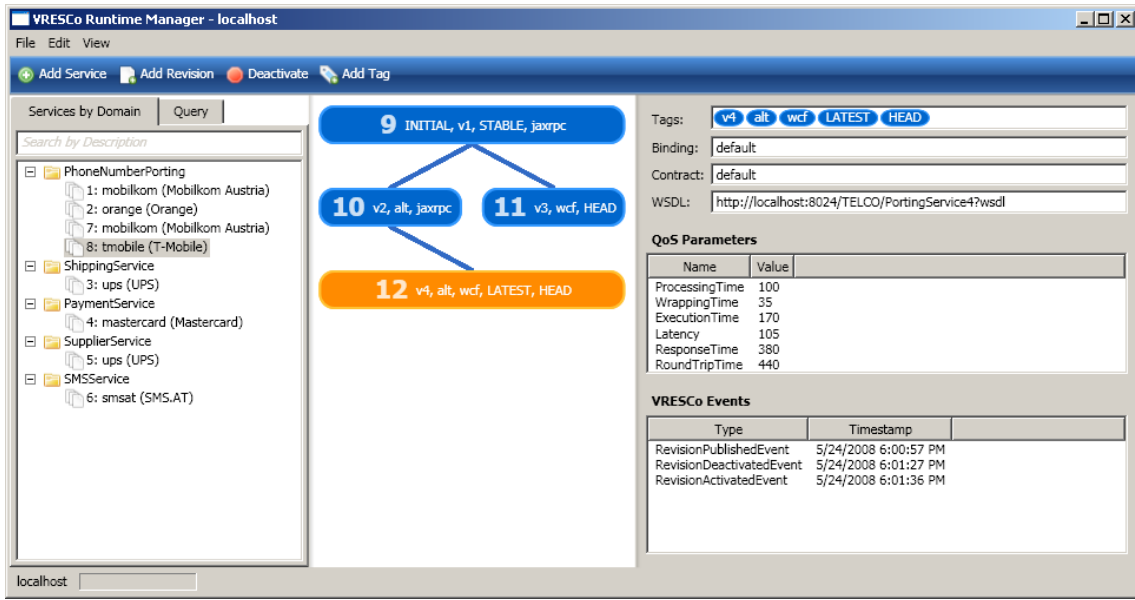 VRESCo Runtime Manager - localhost
File Edit View
Add Service Add Revision Deactivate Add Tag
Services by Domain Query
Search by Description
PhoneNumberPorting
1: mobilkom (Mobilkom Austria)
2: orange (Orange)
7: mobilkom (Mobilkom Austria)
8: tmobile (T-Mobile)
ShippingService
3: ups (UPS)
PaymentService
4: mastercard (Mastercard)
SupplierService
5: ups (UPS)
SMSService
6: smsat (SMS.AT)
9 INITIAL, v1, STABLE, jaxrpc
10 v2, alt, jaxrpc
11 v3, wcf, HEAD
12 v4, alt, wcf, LATEST, HEAD
Tags: v4 alt wcf LATEST HEAD
Binding: default
Contract: default
WSDL: http://localhost:8024/TELCO/PortingService4?wsdl
QoS Parameters
Name Value
ProcessingTime 100
WrappingTime 35
ExecutionTime 170
Latency 105
ResponseTime 380
RoundTripTime 440
VRESCo Events
Type Timestamp
RevisionPublishedEvent 5/24/2008 6:00:57 PM
RevisionDeactivatedEvent 5/24/2008 6:01:27 PM
RevisionActivatedEvent 5/24/2008 6:01:36 PM
localhost